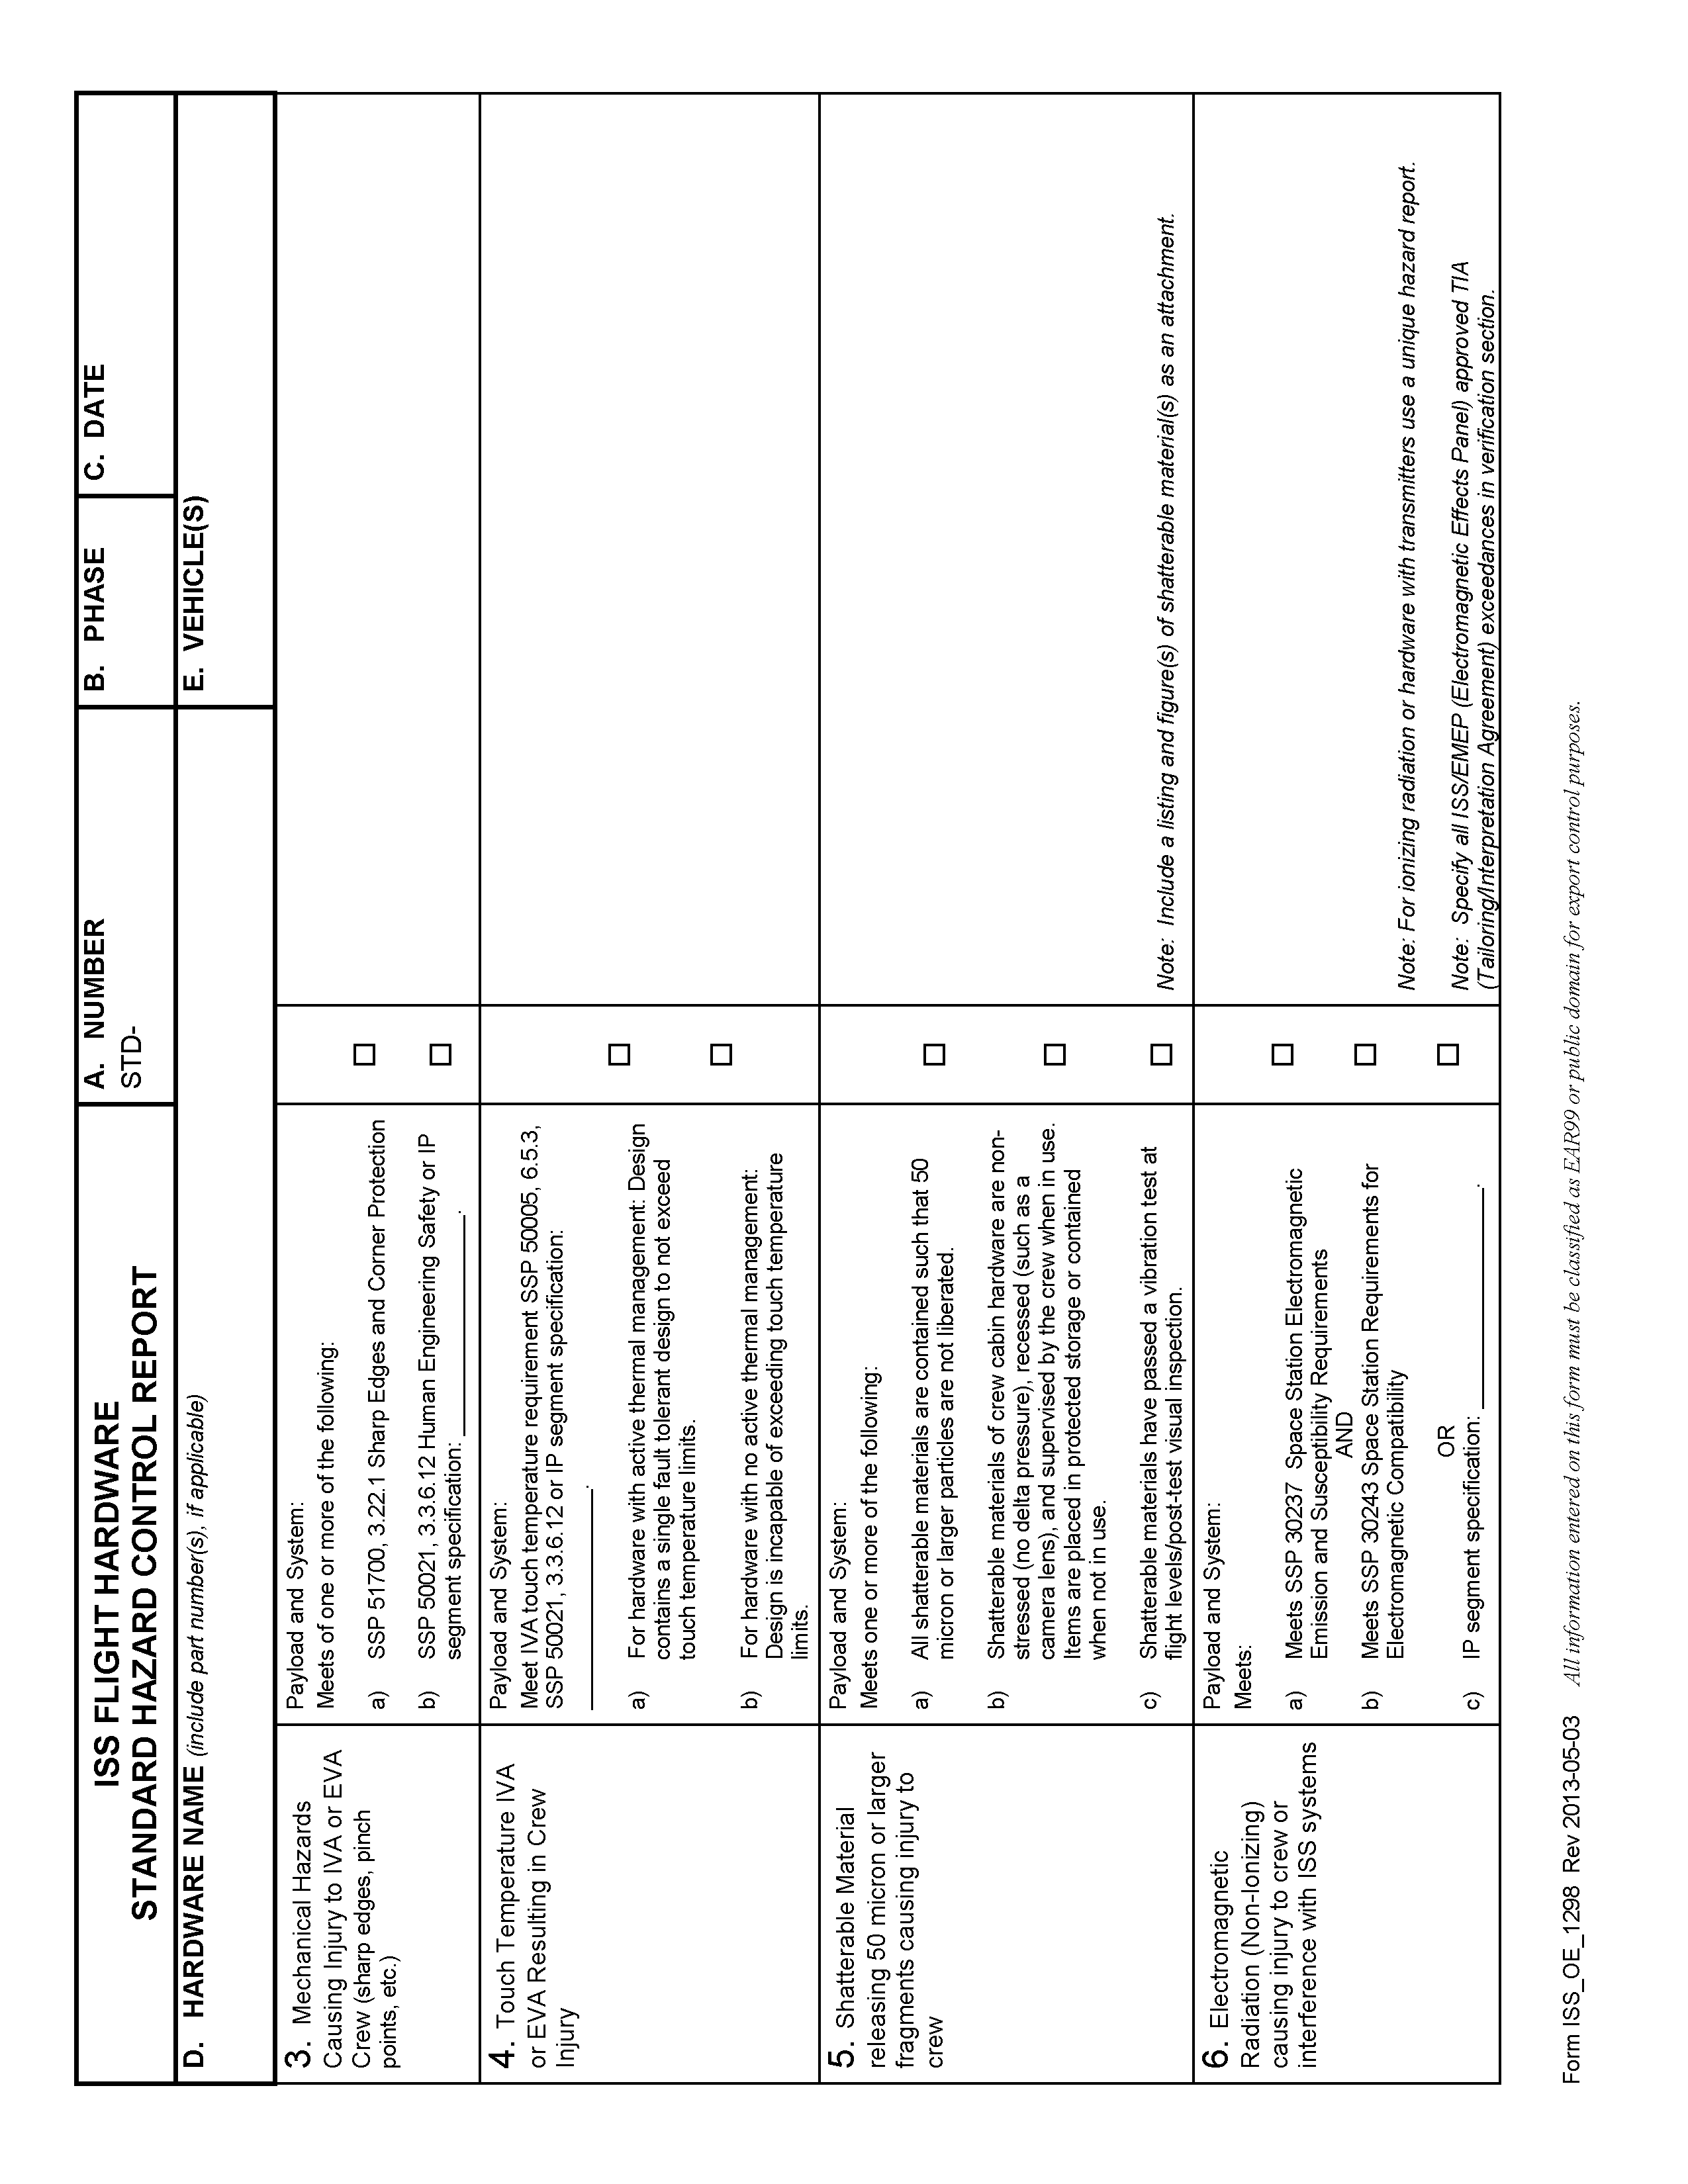 ISS FLIGHT HARDWARE
STANDARD HAZARD CONTROL REPORT
A. NUMBER
STD-
B. PHASE
C. DATE
D. HARDWARE NAME (include part number(s), if applicable)
E. VEHICLE(S)
3. Mechanical Hazards
Causing Injury to IVA or EVA
Crew (sharp edges, pinch
points, etc.)
Payload and System:
Meets of one or more of the following:
a) SSP 51700, 3.22.1 Sharp Edges and Corner Protection
b) SSP 50021, 3.3.6.12 Human Engineering Safety or IP
segment specification: ____________________.
☐
☐
4. Touch Temperature IVA
or EVA Resulting in Crew
Injury
Payload and System:
Meet IVA touch temperature requirement SSP 50005, 6.5.3,
SSP 50021, 3.3.6.12 or IP segment specification:
____________________.
a) For hardware with active thermal management: Design
contains a single fault tolerant design to not exceed
touch temperature limits.
b) For hardware with no active thermal management:
Design is incapable of exceeding touch temperature
limits.
☐
☐
5. Shatterable Material
releasing 50 micron or larger
fragments causing injury to
crew
Payload and System:
Meets one or more of the following:
a) All shatterable materials are contained such that 50
micron or larger particles are not liberated.
b) Shatterable materials of crew cabin hardware are non-
stressed (no delta pressure), recessed (such as a
camera lens), and supervised by the crew when in use.
Items are placed in protected storage or contained
when not in use.
c) Shatterable materials have passed a vibration test at
flight levels/post-test visual inspection.
☐
☐
☐
Note: Include a listing and figure(s) of shatterable material(s) as an attachment.
6. Electromagnetic
Radiation (Non-Ionizing)
causing injury to crew or
interference with ISS systems
Payload and System:
Meets:
a) Meets SSP 30237 Space Station Electromagnetic
Emission and Susceptibility Requirements
AND
b) Meets SSP 30243 Space Station Requirements for
Electromagnetic Compatibility
OR
c) IP segment specification: ____________________.
☐
☐
☐
Note: For ionizing radiation or hardware with transmitters use a unique hazard report.
Note: Specify all ISS/EMEP (Electromagnetic Effects Panel) approved TIA
(Tailoring/Interpretation Agreement) exceedances in verification section.
Form ISS_OE_1298 Rev 2013-05-03 All information entered on this form must be classified as EAR99 or public domain for export control purposes.